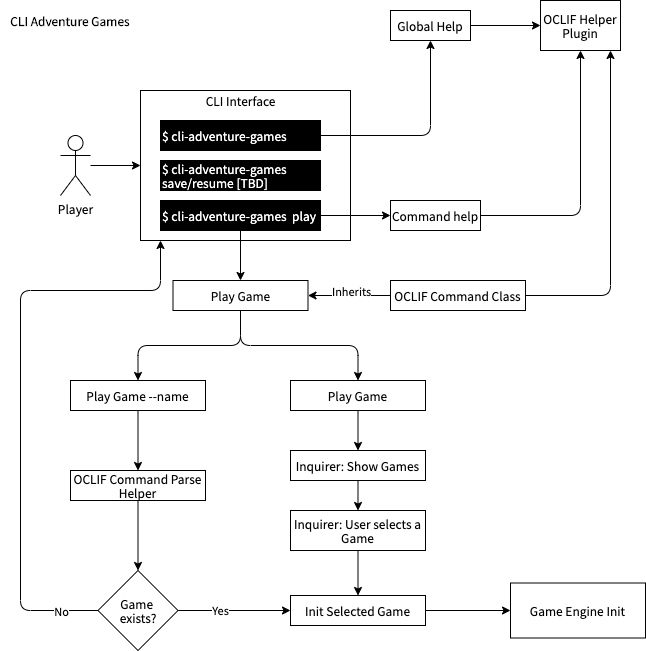 CLI Adventure Games
Global Help
OCLIF Helper
Plugin
CLI Interface
$ cli-adventure-games
$ cli-adventure-games
save/resume [TBD]
$ cli-adventure-games play
Player
Command help
Play Game
Inherits
OCLIF Command Class
Play Game --name
Play Game
OCLIF Command Parse
Helper
Inquirer: Show Games
Inquirer: User selects a
Game
Game
exists?
No
Yes
Init Selected Game
Game Engine Init